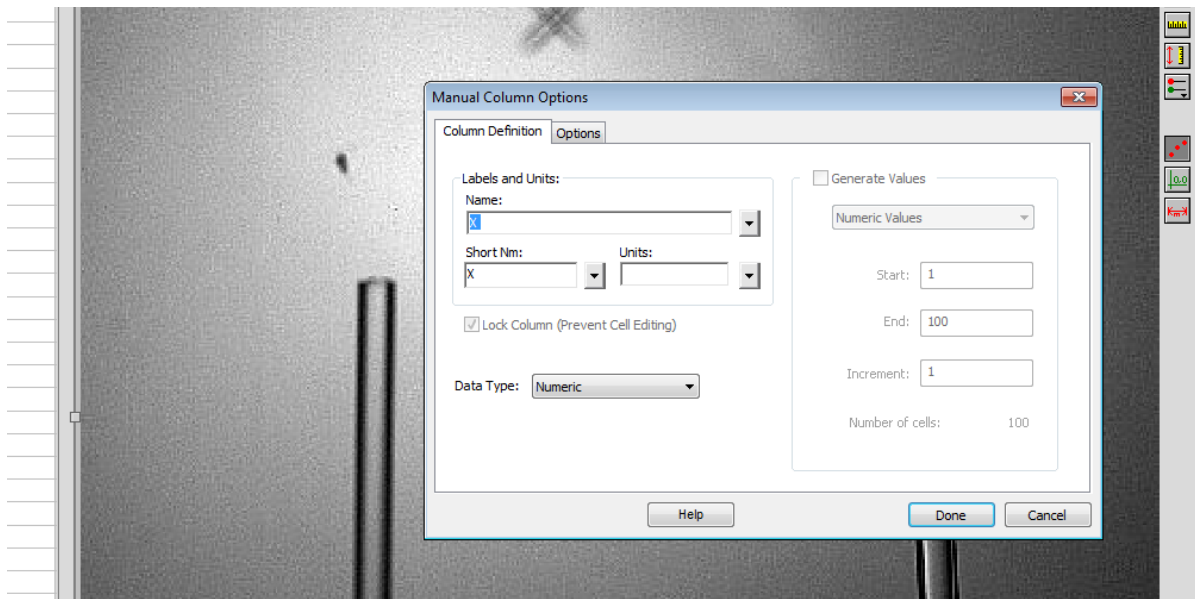 Manual Column Options
Column Definition Options
Labels and Units:
Name:
X
Short Nm: Units:
X
Lock Column (Prevent Cell Editing)
Data Type: Numeric
Generate Values
Numeric Values
Start: 1
End: 100
Increment: 1
Number of cells: 100
Help Done Cancel